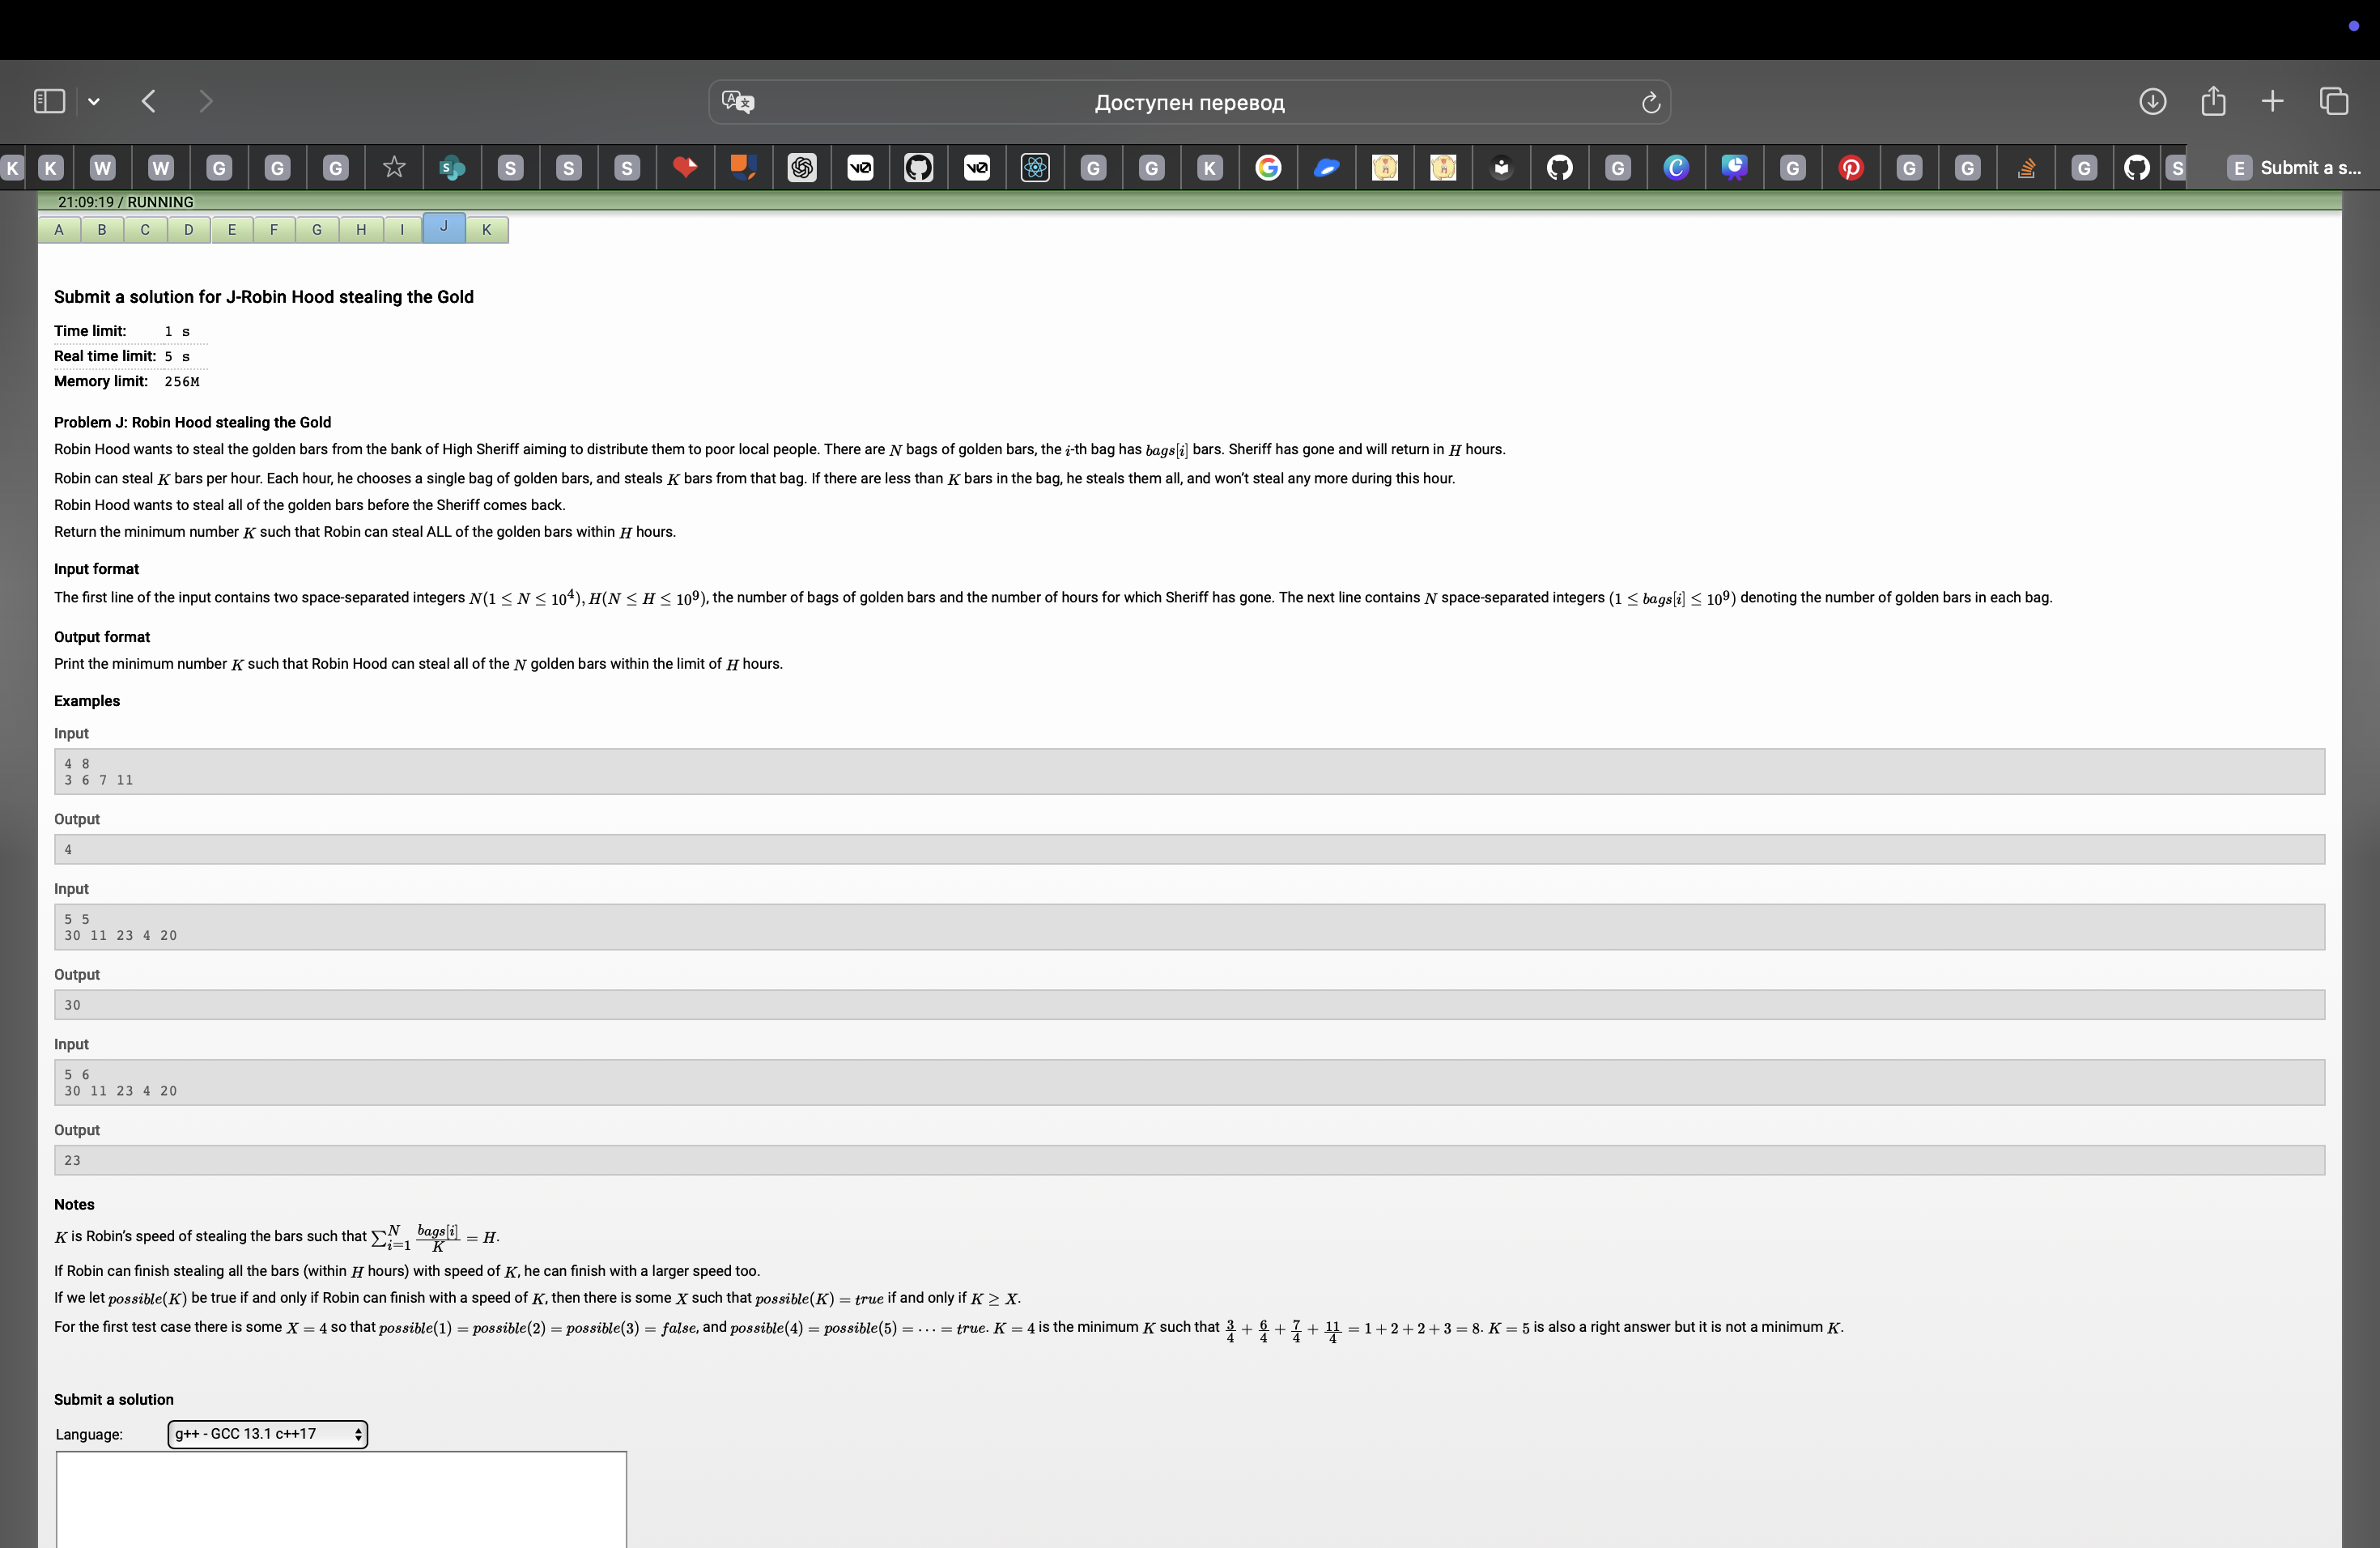 Доступен перевод
K K W W G G G S S S S G G K G G G G G G S E Submit a s...
21:09:19 / RUNNING
A B C D E F G H I J K
Submit a solution for J-Robin Hood stealing the Gold
Time limit: 1 s
Real time limit: 5 s
Memory limit: 256M
Problem J: Robin Hood stealing the Gold
Robin Hood wants to steal the golden bars from the bank of High Sheriff aiming to distribute them to poor local people. There are N bags of golden bars, the i-th bag has bags[i] bars. Sheriff has gone and will return in H hours.
Robin can steal K bars per hour. Each hour, he chooses a single bag of golden bars, and steals K bars from that bag. If there are less than K bars in the bag, he steals them all, and won't steal any more during this hour.
Robin Hood wants to steal all of the golden bars before the Sheriff comes back.
Return the minimum number K such that Robin can steal ALL of the golden bars within H hours.
Input format
The first line of the input contains two space-separated integers N(1 ≤ N ≤ 10^4), H(N ≤ H ≤ 10^9), the number of bags of golden bars and the number of hours for which Sheriff has gone. The next line contains N space-separated integers (1 ≤ bags[i] ≤ 10^9) denoting the number of golden bars in each bag.
Output format
Print the minimum number K such that Robin Hood can steal all of the N golden bars within the limit of H hours.
Examples
Input
4 8
3 6 7 11
Output
4
Input
5 5
30 11 23 4 20
Output
30
Input
5 6
30 11 23 4 20
Output
23
Notes
K is Robin's speed of stealing the bars such that ∑_{i=1}^{N} bags[i]/K = H.
If Robin can finish stealing all the bars (within H hours) with speed of K, he can finish with a larger speed too.
If we let possible(K) be true if and only if Robin can finish with a speed of K, then there is some X such that possible(K) = true if and only if K ≥ X.
For the first test case there is some X = 4 so that possible(1) = possible(2) = possible(3) = false, and possible(4) = possible(5) = ⋯ = true. K = 4 is the minimum K such that 3/4 + 6/4 + 7/4 + 11/4 = 1 + 2 + 2 + 3 = 8. K = 5 is also a right answer but it is not a minimum K.
Submit a solution
Language: g++ - GCC 13.1 c++17